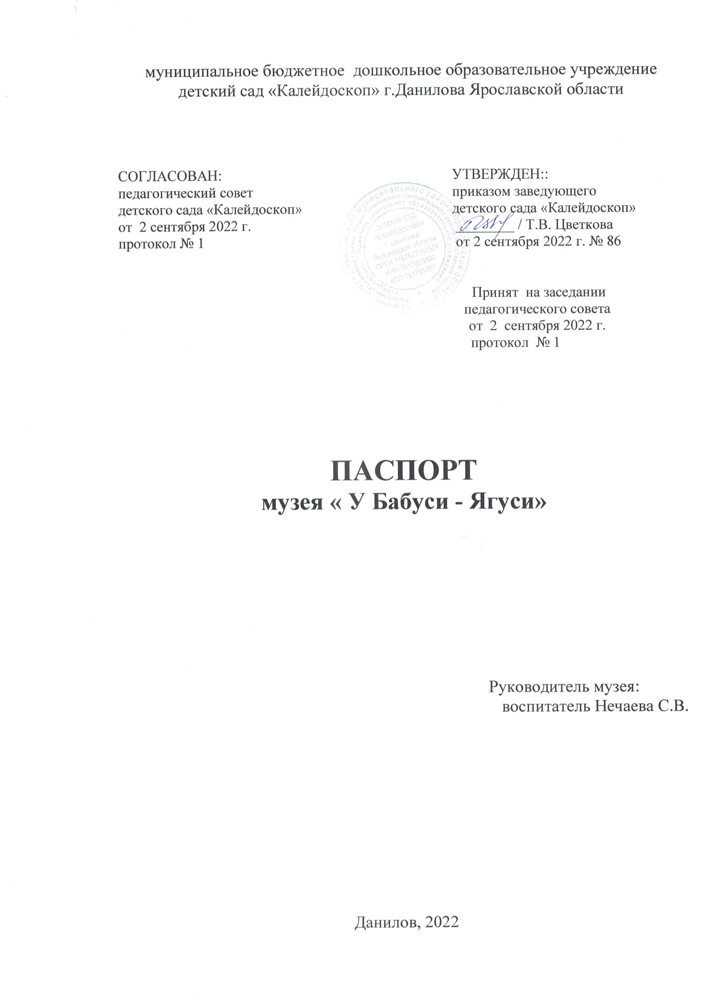 муниципальное бюджетное  дошкольное образовательное учреждение
детский сад «Калейдоскоп» г.Данилова Ярославской области
СОГЛАСОВАН:
педагогический совет
детского сада «Калейдоскоп»
от  2 сентября 2022 г.
протокол № 1
УТВЕРЖДЕН::
приказом заведующего
детского сада «Калейдоскоп»
________ / Т.В. Цветкова
от 2 сентября 2022 г. № 86
детский сад
«Калейдоскоп»
г. Данилова
Ярославской области
ОГРН 1167627050524
ИНН 7617009800
КПП 761701001
Принят  на заседании
педагогического совета
от  2  сентября 2022 г.
протокол  № 1
ПАСПОРТ
музея « У Бабуси - Ягуси»
Руководитель музея:
воспитатель Нечаева С.В.
Данилов, 2022